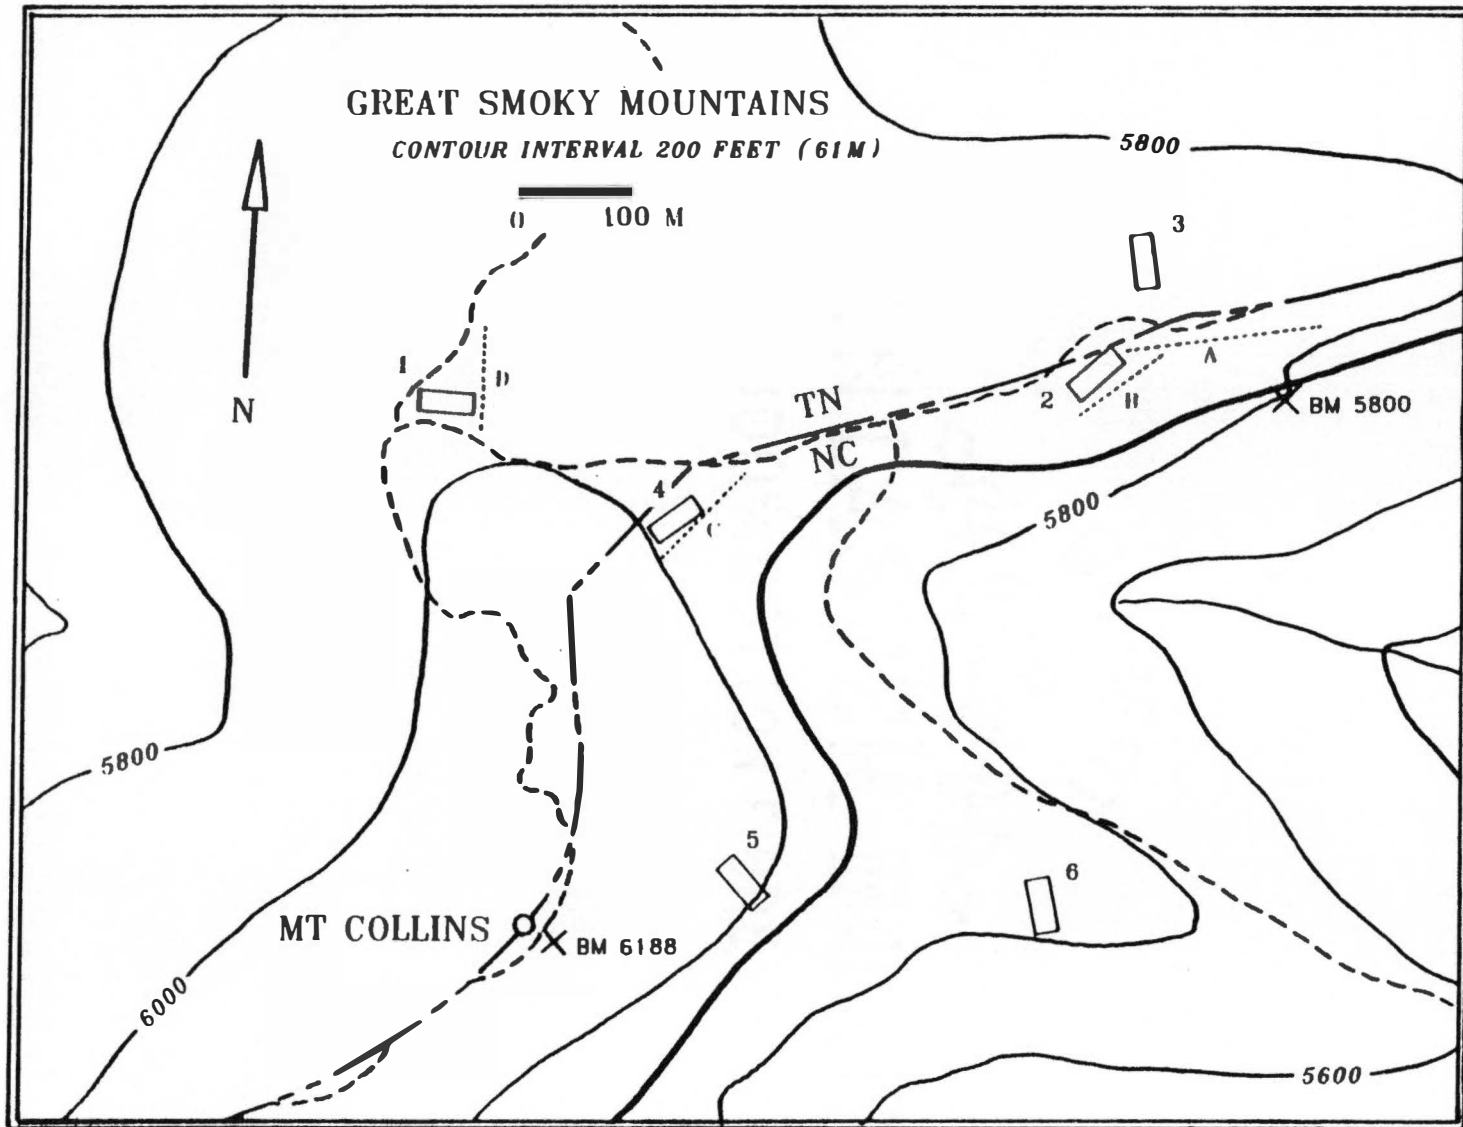 GREAT SMOKY MOUNTAINS
CONTOUR INTERVAL 200 FEET (61M)
0 100 M
5800
3
N
1
D
A
2
B
BM 5800
TN
NC
4
C
5800
5800
5
6
MT COLLINS
BM 6188
6000
5600